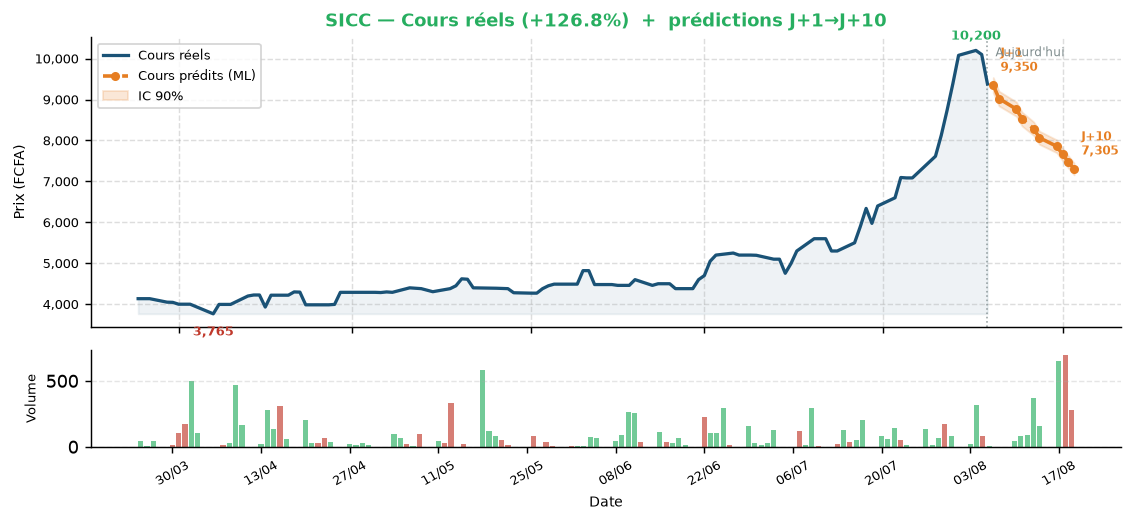 SICC — Cours réels (+126.8%)  +  prédictions J+1→J+10
Cours réels
Cours prédits (ML)
IC 90%
10,200
Aujourd'hui
J+1
9,350
J+10
7,305
3,765
Prix (FCFA)
10,000
9,000
8,000
7,000
6,000
5,000
4,000
Volume
500
0
30/03
13/04
27/04
11/05
25/05
08/06
22/06
06/07
20/07
03/08
17/08
Date